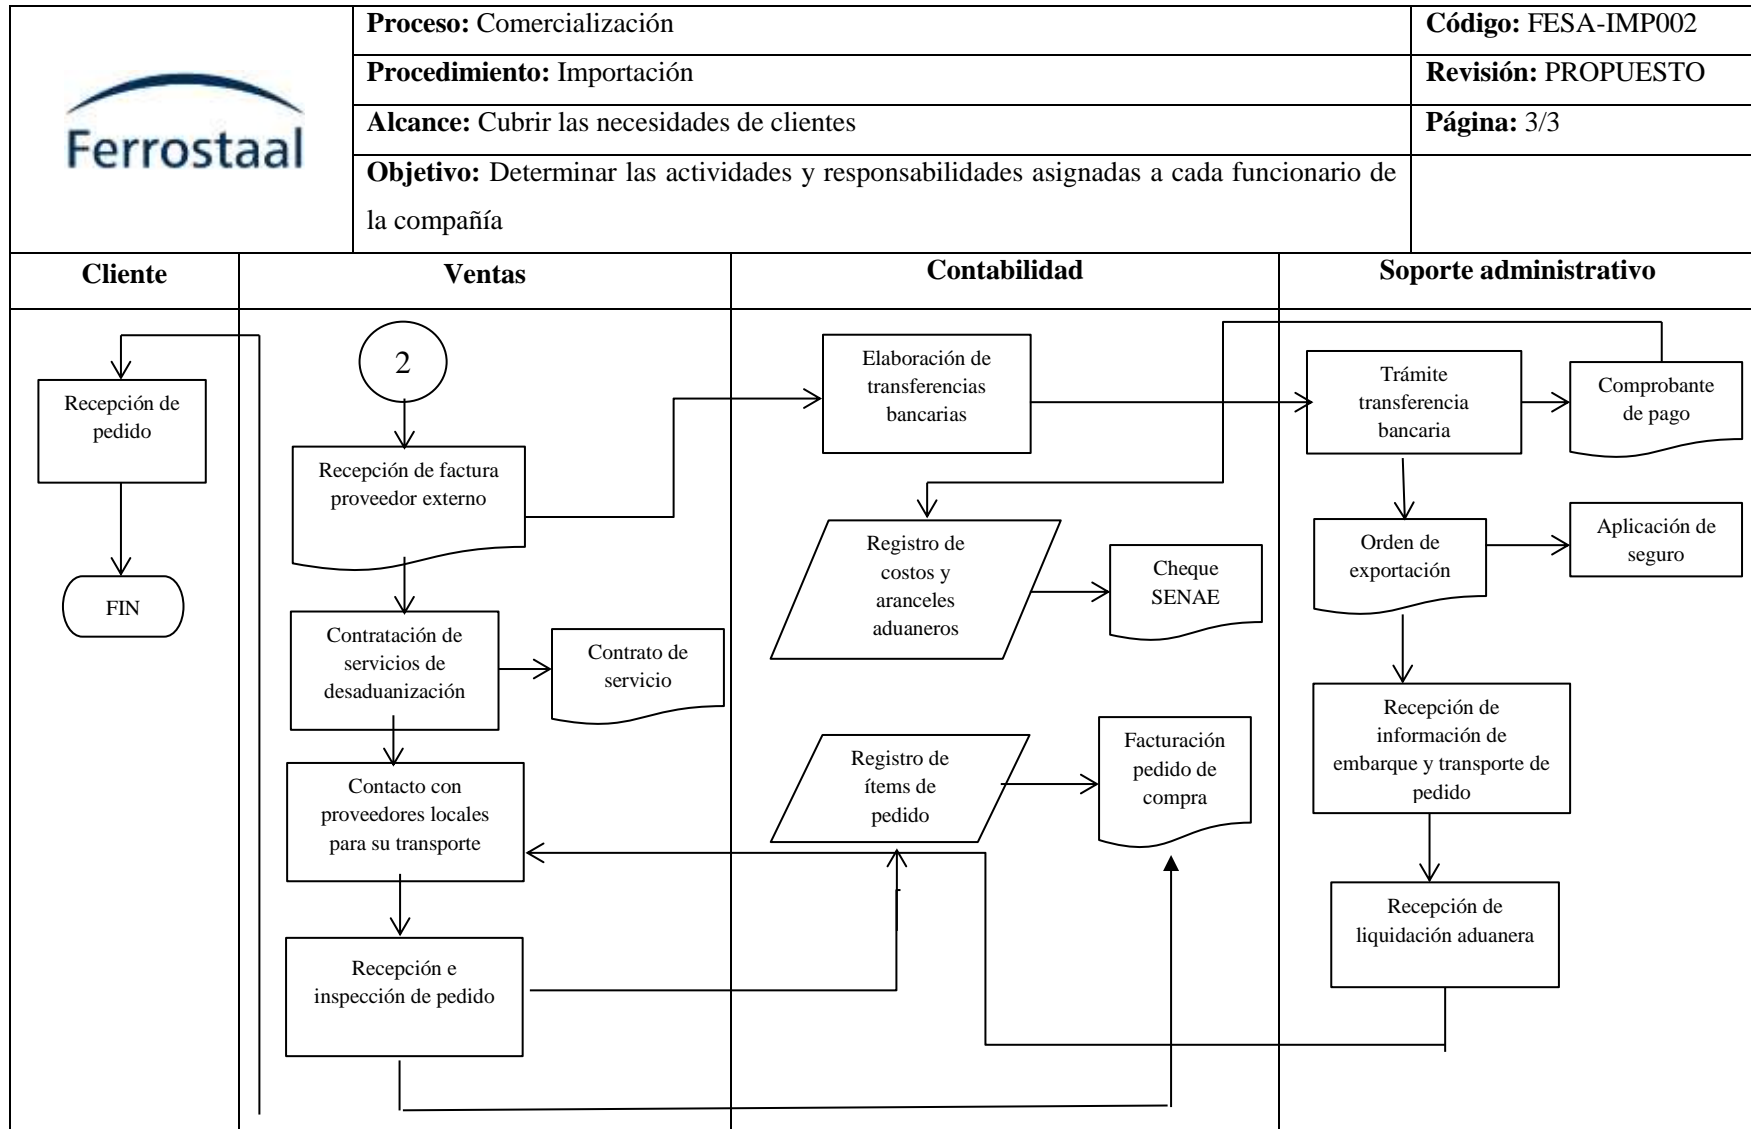 Ferrostaal
Proceso: Comercialización
Código: FESA-IMP002
Procedimiento: Importación
Revisión: PROPUESTO
Alcance: Cubrir las necesidades de clientes
Página: 3/3
Objetivo: Determinar las actividades y responsabilidades asignadas a cada funcionario de
la compañía
Cliente
Ventas
Contabilidad
Soporte administrativo
Recepción de
pedido
FIN
2
Recepción de factura
proveedor externo
Contratación de
servicios de
desaduanización
Contrato de
servicio
Contacto con
proveedores locales
para su transporte
Recepción e
inspección de pedido
Elaboración de
transferencias
bancarias
Registro de
costos y
aranceles
aduaneros
Cheque
SENAE
Registro de
ítems de
pedido
Facturación
pedido de
compra
Trámite
transferencia
bancaria
Comprobante
de pago
Orden de
exportación
Aplicación de
seguro
Recepción de
información de
embarque y transporte de
pedido
Recepción de
liquidación aduanera